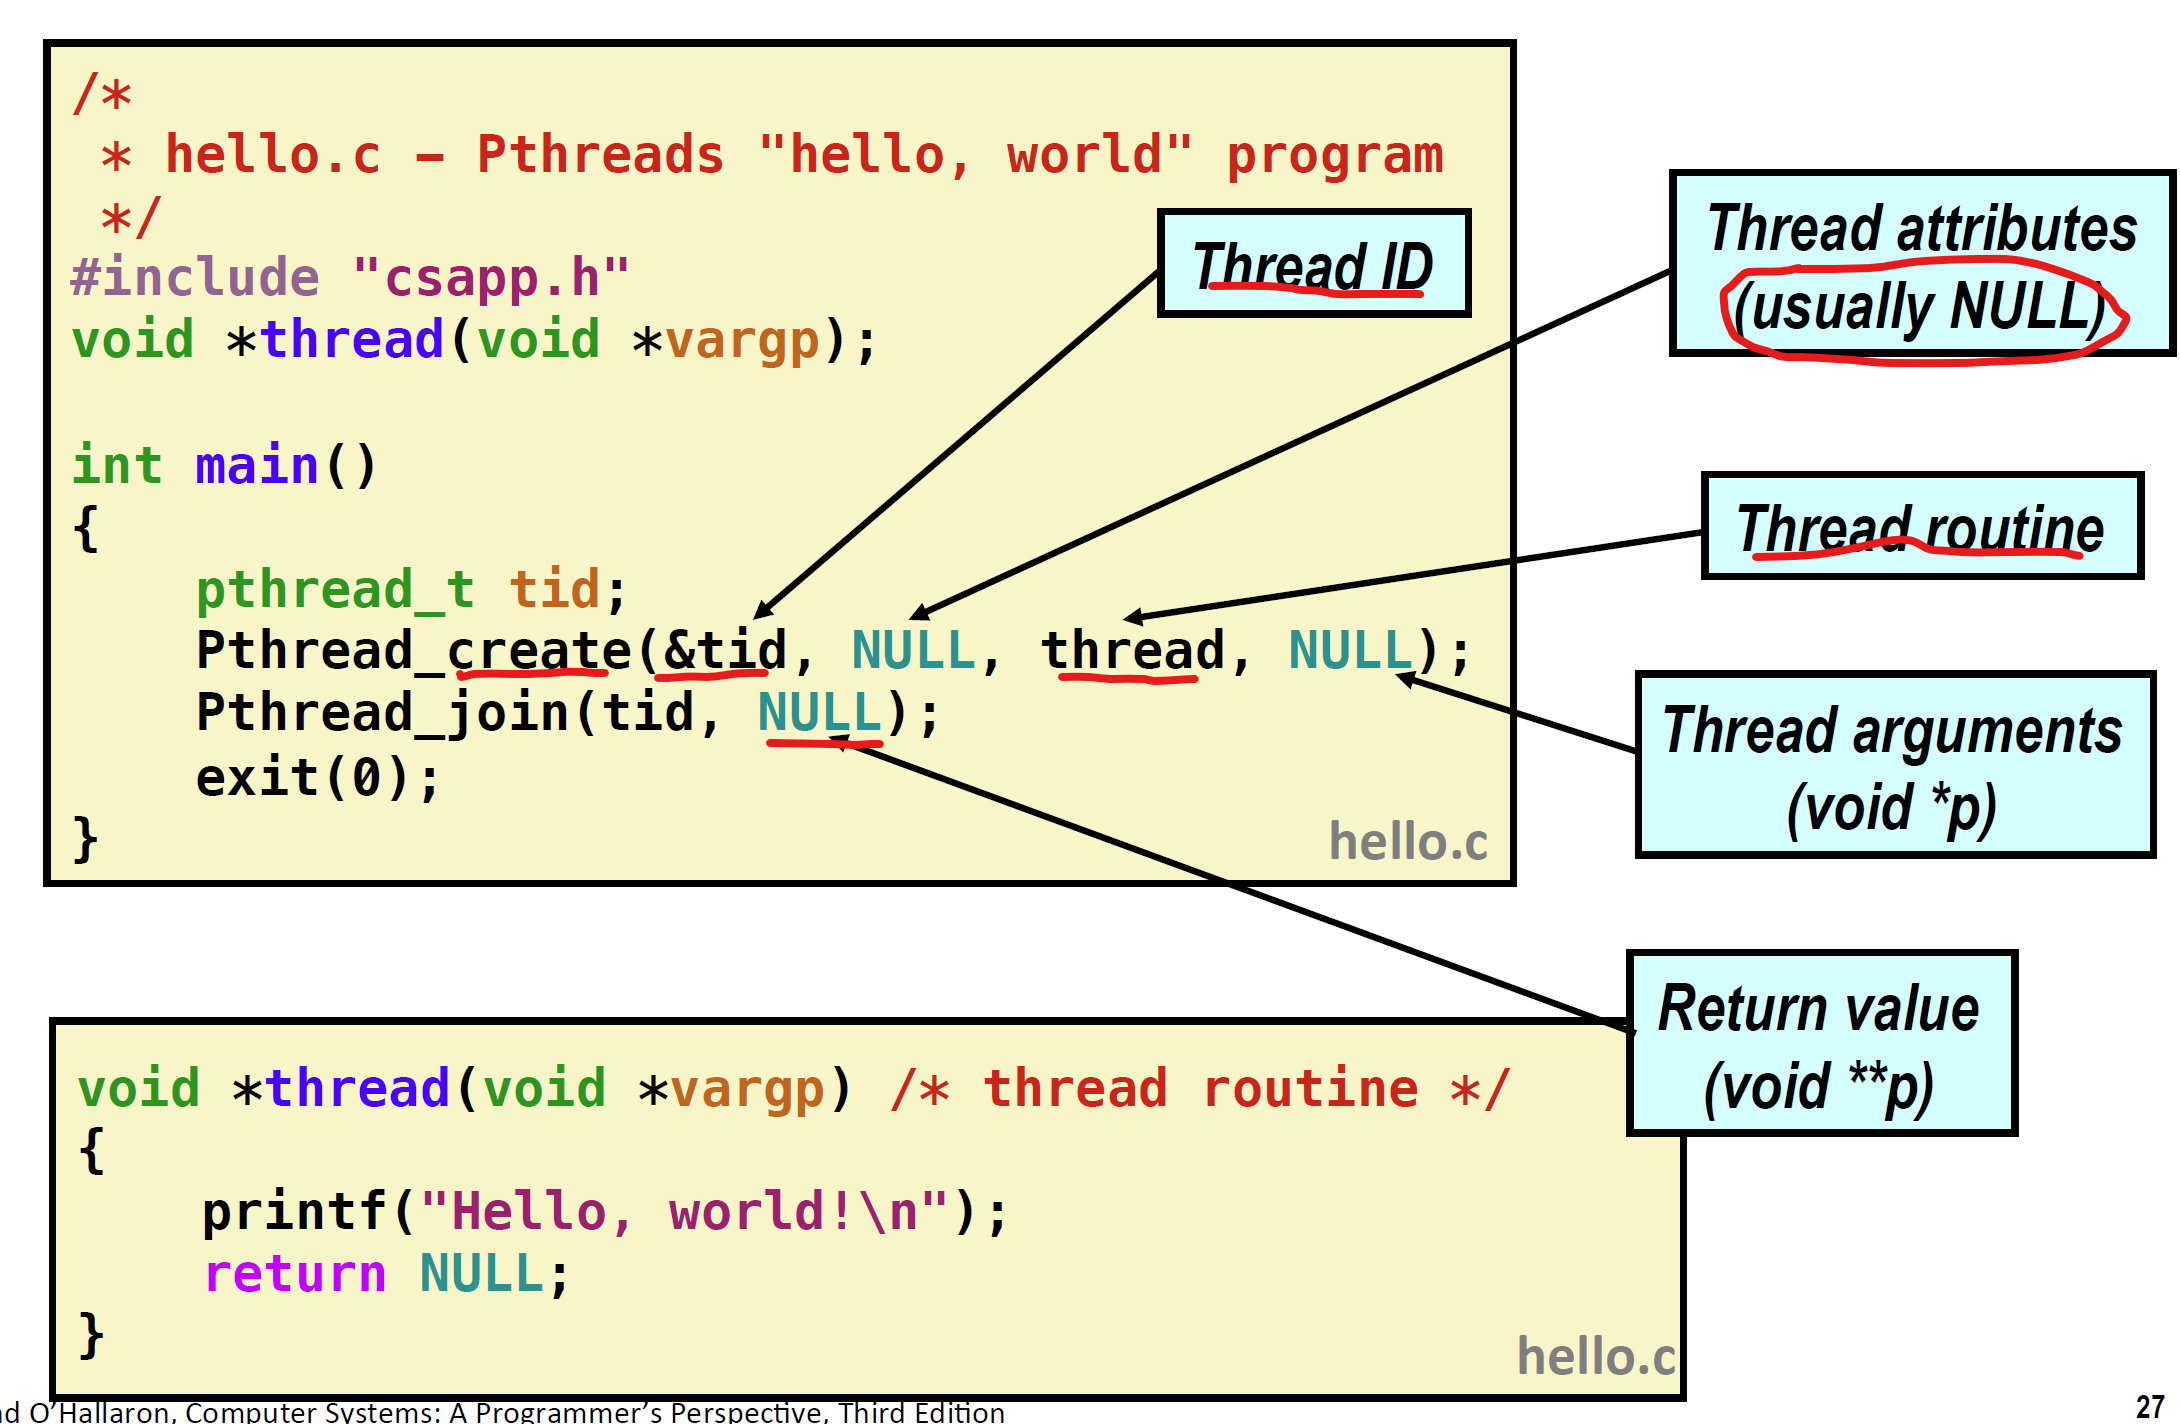 /*
 * hello.c – Pthreads "hello, world" program
 */
#include "csapp.h"
void *thread(void *vargp);
int main()
{
    pthread_t tid;
    Pthread_create(&tid, NULL, thread, NULL);
    Pthread_join(tid, NULL);
    exit(0);
}
hello.c
Thread ID
Thread attributes
(usually NULL)
Thread routine
Thread arguments
(void *p)
Return value
(void **p)
void *thread(void *vargp) /* thread routine */
{
    printf("Hello, world!\n");
    return NULL;
}
hello.c
O'Hallaron, Computer Systems: A Programmer's Perspective, Third Edition
27